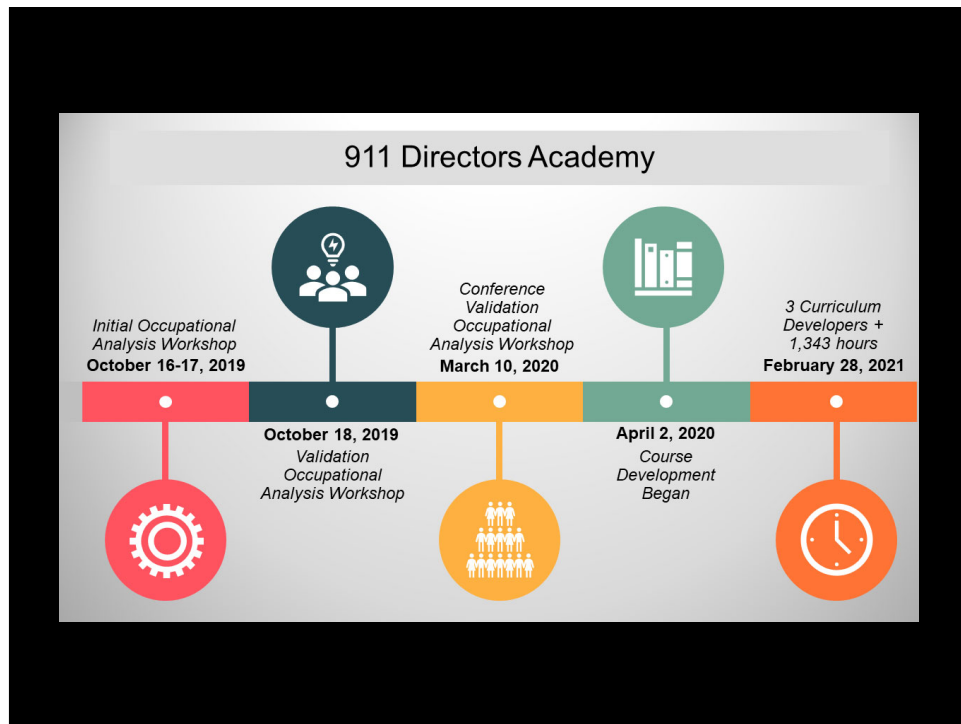 911 Directors Academy
Initial Occupational
Analysis Workshop
October 16-17, 2019
October 18, 2019
Validation
Occupational
Analysis Workshop
Conference
Validation
Occupational
Analysis Workshop
March 10, 2020
April 2, 2020
Course
Development
Began
3 Curriculum
Developers +
1,343 hours
February 28, 2021